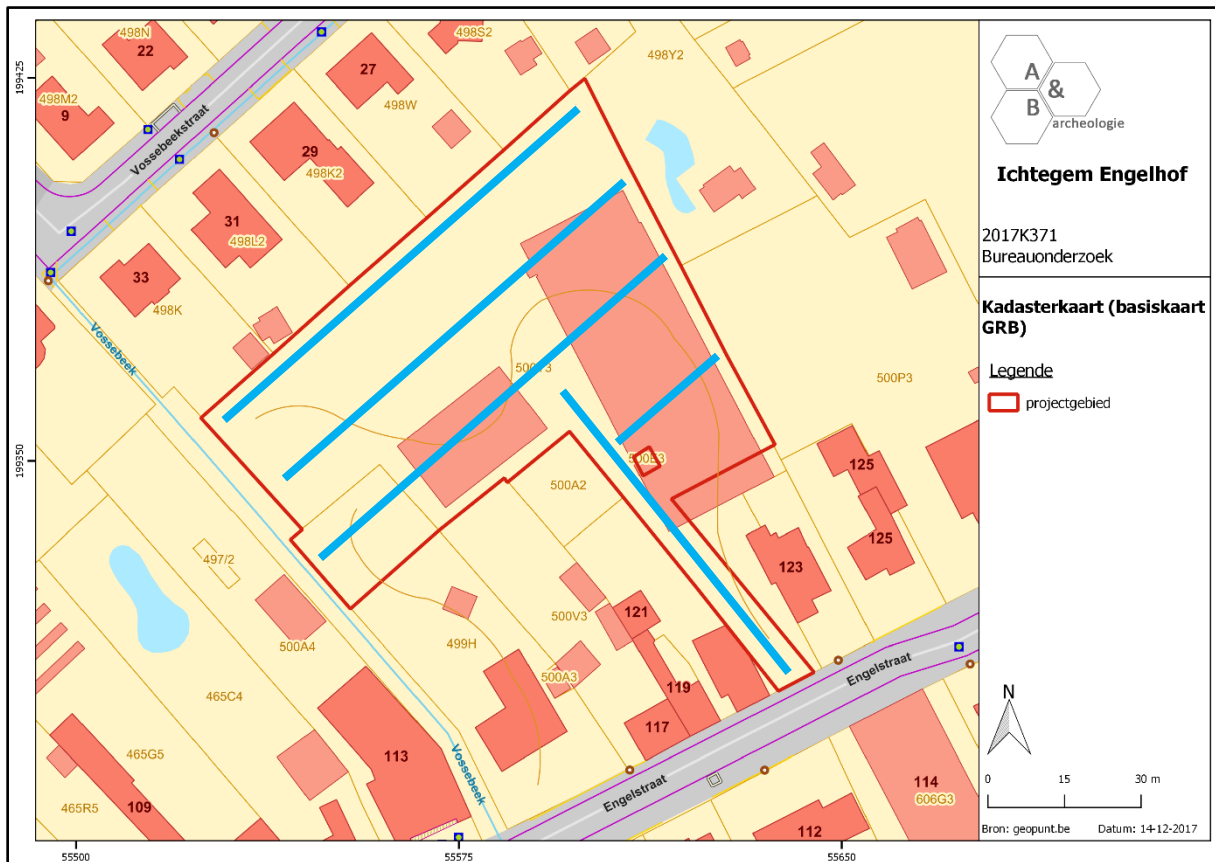 498N
22
498S2
27
498Y2
199425
498M2
9
498W
Vossebeekstraat
29
498K2
31
498L2
33
498K
Vossebeek
500P3
199350
500B3
500A2
125
125
497/2
123
121
500V3
499H
500A4
119
Engelstraat
465C4
500A3
117
465G5
113
Vossebeek
Engelstraat
114
606G3
465R5
109
112
55500
55575
55650
A
&
B
archeologie
Ichtegem Engelhof
2017K371
Bureauonderzoek
Kadasterkaart (basiskaart
GRB)
Legende
projectgebied
N
0 15 30 m
Bron: geopunt.be Datum: 14-12-2017